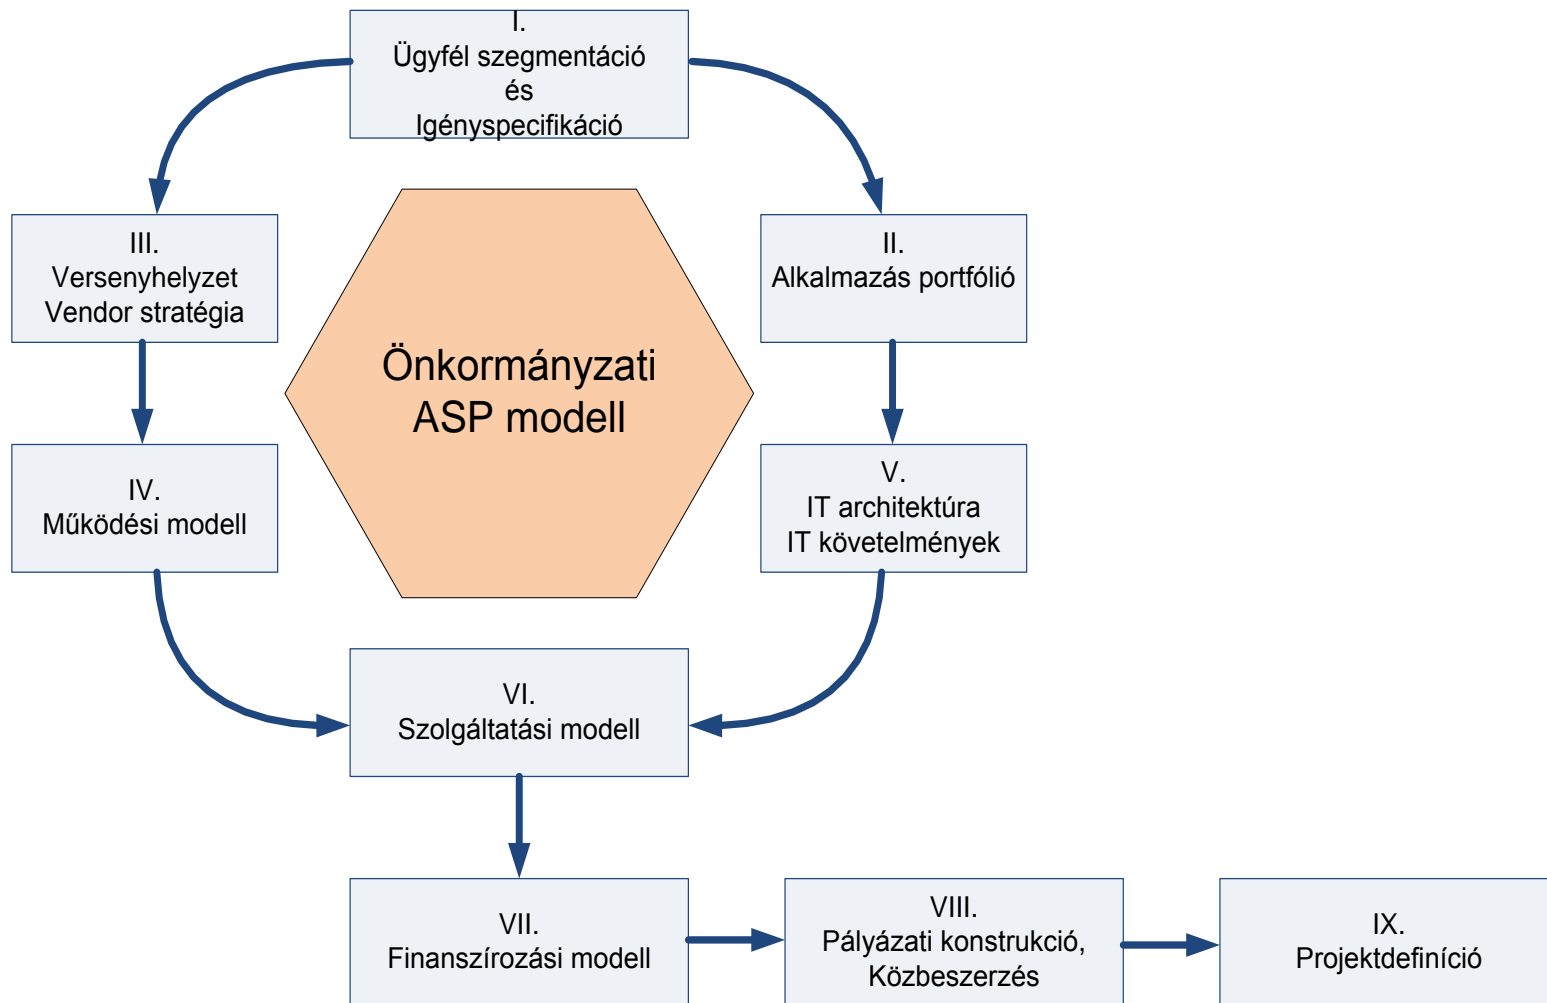 I.
Ügyfél szegmentáció
és
Igényspecifikáció
III.
Versenyhelyzet
Vendor stratégia
II.
Alkalmazás portfólió
Önkormányzati
ASP modell
IV.
Működési modell
V.
IT architektúra
IT követelmények
VI.
Szolgáltatási modell
VII.
Finanszírozási modell
VIII.
Pályázati konstrukció,
Közbeszerzés
IX.
Projektdefiníció